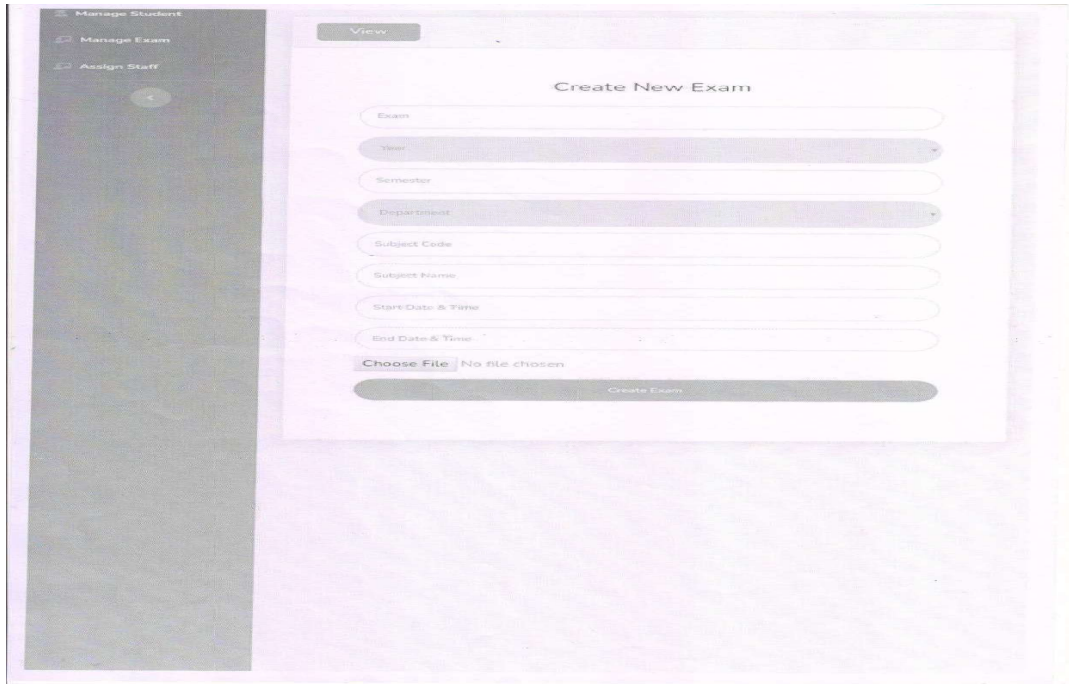 Manage Student
Manage Exam
Assign Staff
View
Create New Exam
Exam
Year
Semester
Department
Subject Code
Subject Name
Start Date & Time
End Date & Time
Choose File No file chosen
Create Exam